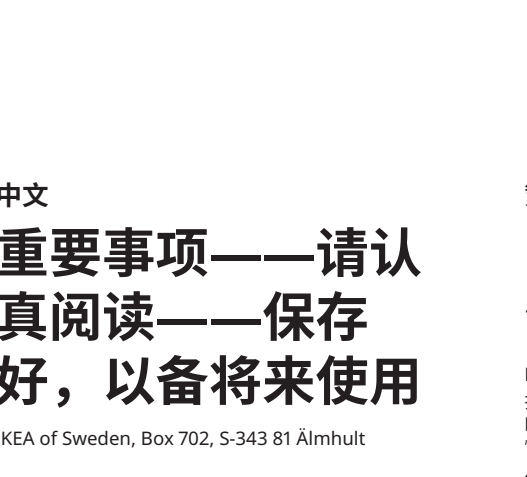 中文
重要事项——请认
真阅读——保存
好，以备将来使用
IKEA of Sweden, Box 702, S-343 81 Älmhult